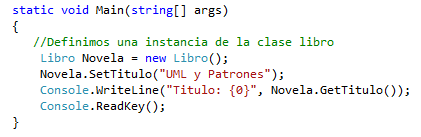 static void Main(string[] args)
{
//Definimos una instancia de la clase libro
Libro Novela = new Libro();
Novela.SetTitulo("UML y Patrones");
Console.WriteLine("Titulo: {0}", Novela.GetTitulo());
Console.ReadKey();
}